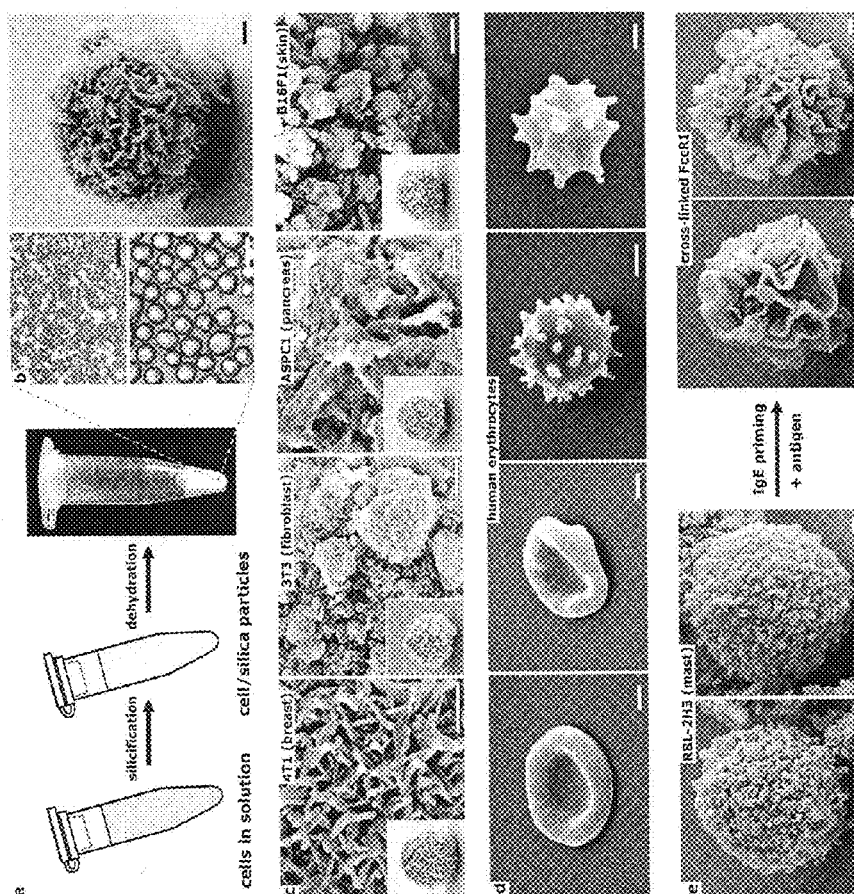 a
silicification
dehydration
cells in solution
cell/silica particles
b
c
4T1 (breast)
3T3 (fibroblast)
ASPC1 (pancreas)
B16F1(skin)
d
human erythrocytes
e
RBL-2H3 (mast)
IgE priming
+ antigen
cross-linked FcεR1